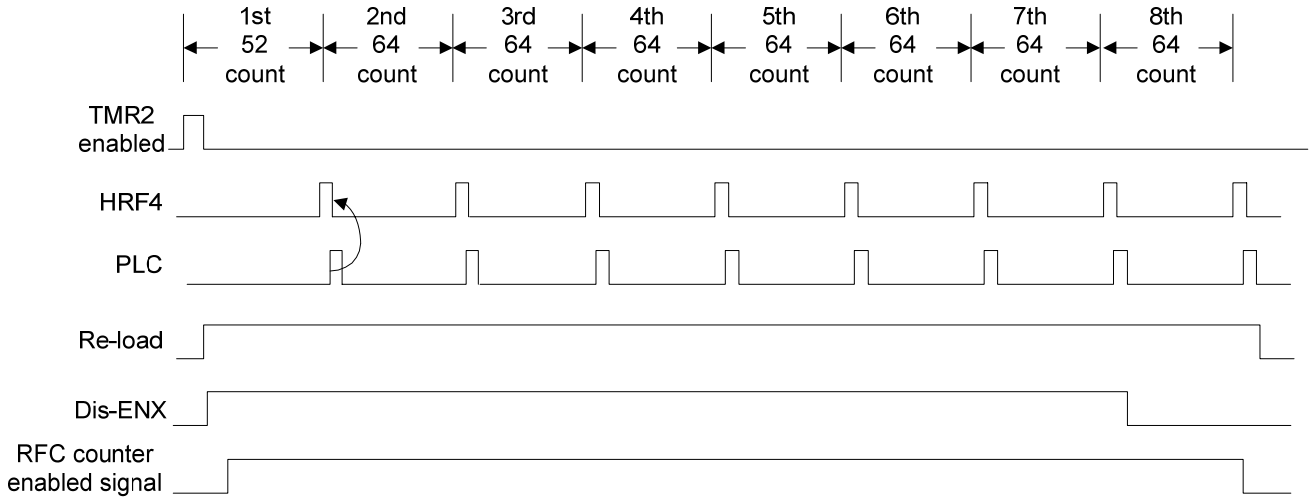 1st 2nd 3rd 4th 5th 6th 7th 8th
52 64 64 64 64 64 64 64
count count count count count count count count
TMR2
enabled
HRF4
PLC
Re-load
Dis-ENX
RFC counter
enabled signal